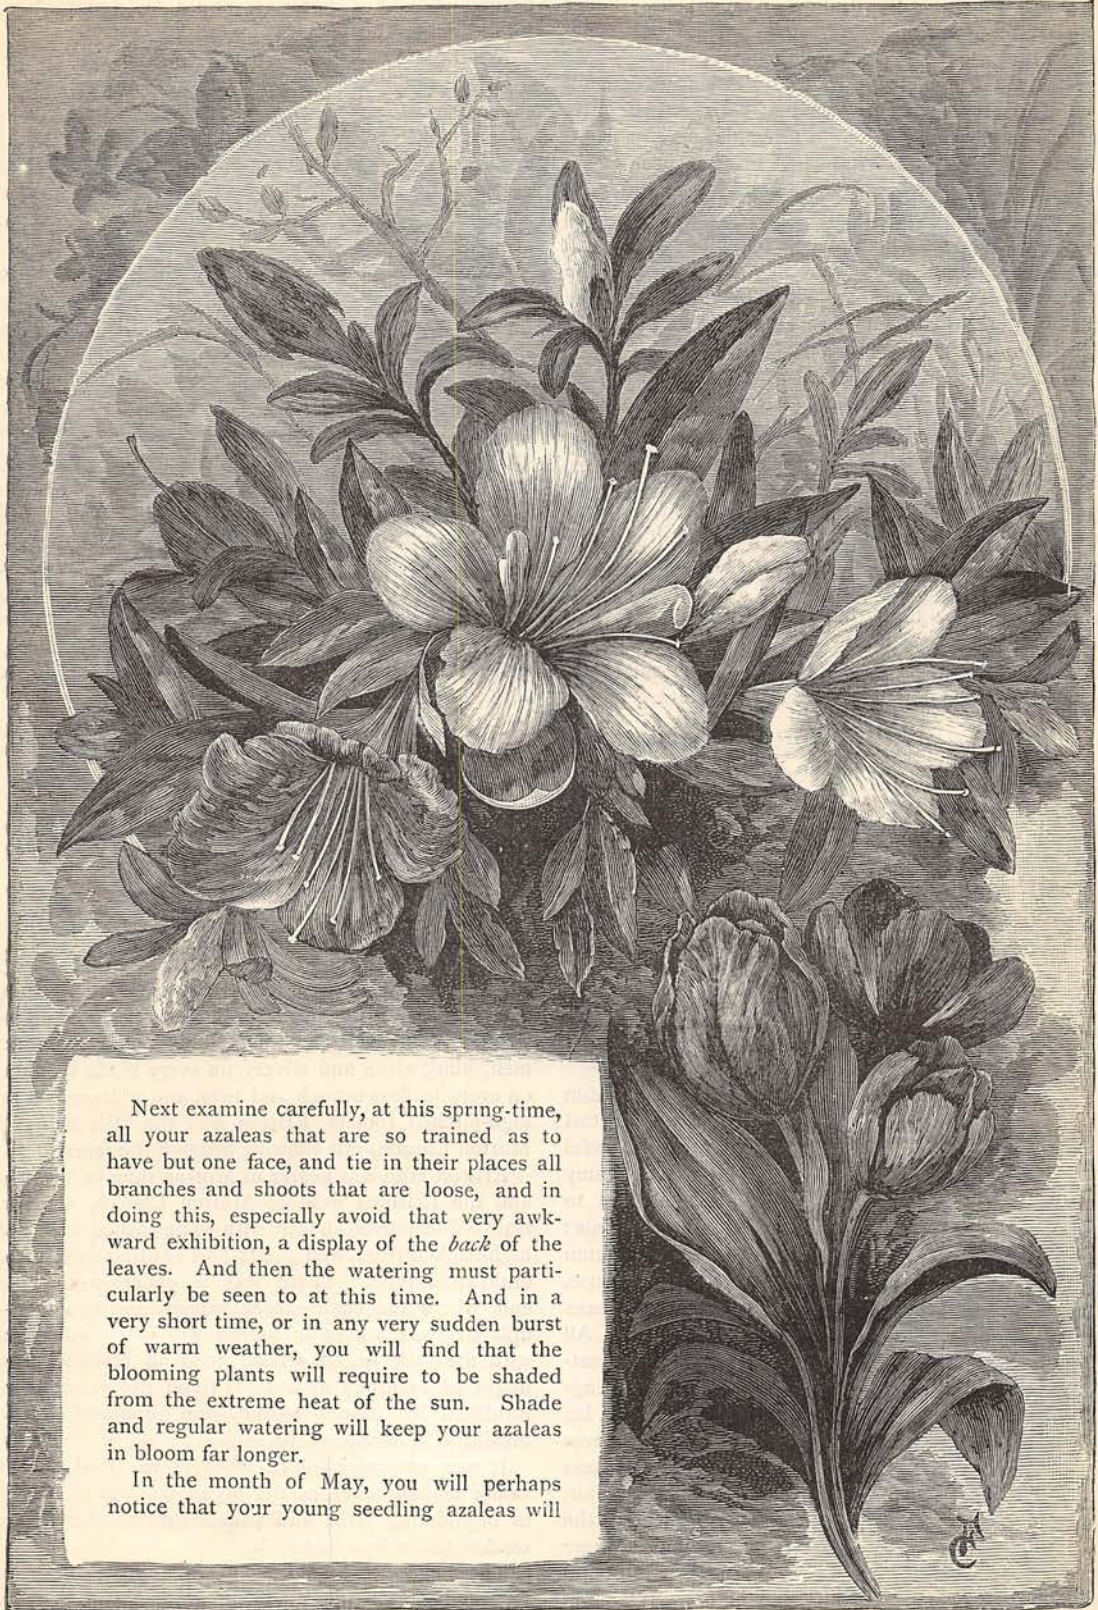 Next examine carefully, at this spring-time,
all your azaleas that are so trained as to
have but one face, and tie in their places all
branches and shoots that are loose, and in
doing this, especially avoid that very awk-
ward exhibition, a display of the back of the
leaves. And then the watering must parti-
cularly be seen to at this time. And in a
very short time, or in any very sudden burst
of warm weather, you will find that the
blooming plants will require to be shaded
from the extreme heat of the sun. Shade
and regular watering will keep your azaleas
in bloom far longer.
In the month of May, you will perhaps
notice that your young seedling azaleas will